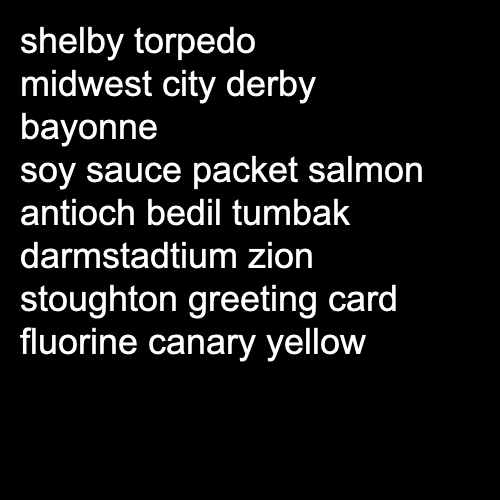 shelby torpedo
midwest city derby
bayonne
soy sauce packet salmon
antioch bedil tumbak
darmstadtium zion
stoughton greeting card
fluorine canary yellow